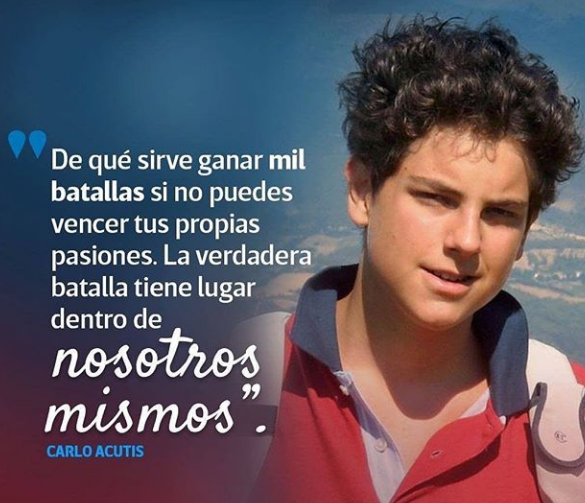 De qué sirve ganar mil
batallas si no puedes
vencer tus propias
pasiones. La verdadera
batalla tiene lugar
dentro de
nosotros
mismos”.
CARLO ACUTIS